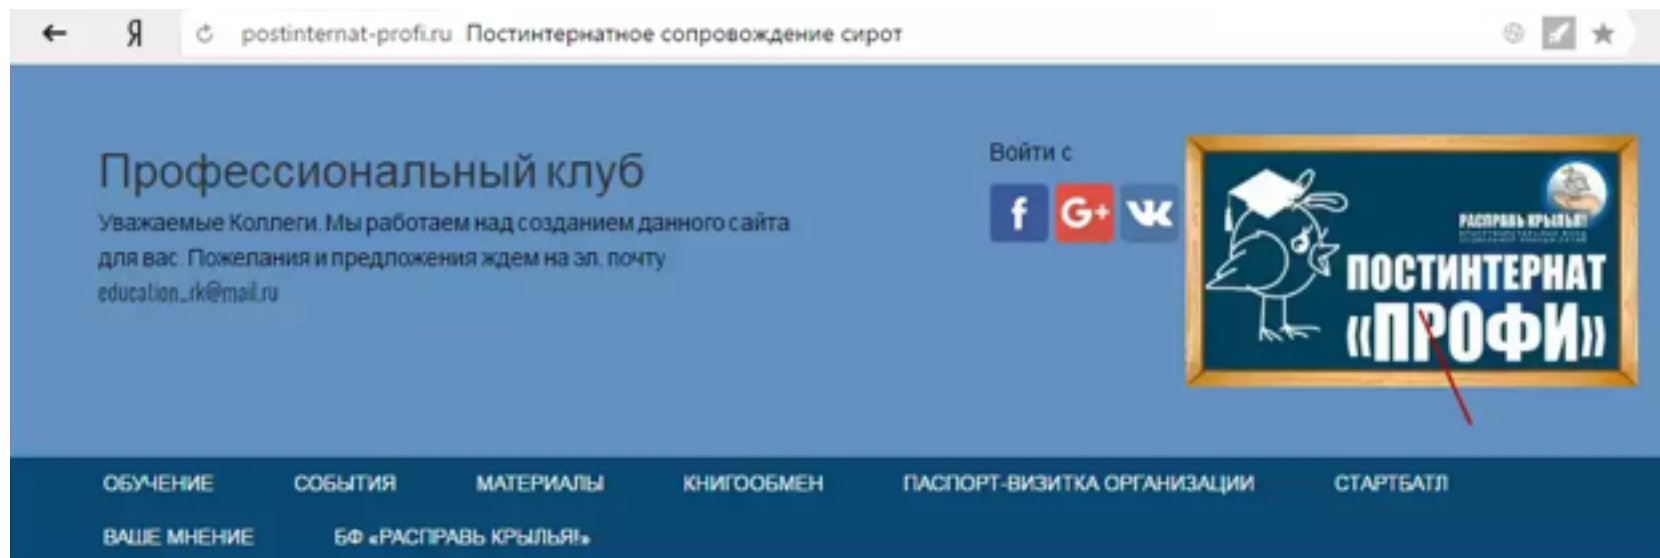 Я postinternat-profi.ru Постинтернатное сопровождение сирот
Профессиональный клуб
Уважаемые Коллеги. Мы работаем над созданием данного сайта
для вас. Пожелания и предложения ждем на эл. почту
education_rk@mail.ru
Войти с
f G+
РАСПРАВЬ КРЫЛЬЯ!
ПОСТИНТЕРНАТ
«ПРОФИ»
ОБУЧЕНИЕ СОБЫТИЯ МАТЕРИАЛЫ КНИГООБМЕН ПАСПОРТ-ВИЗИТКА ОРГАНИЗАЦИИ СТАРТБАТЛ
ВАШЕ МНЕНИЕ БФ «РАСПРАВЬ КРЫЛЬЯ!»